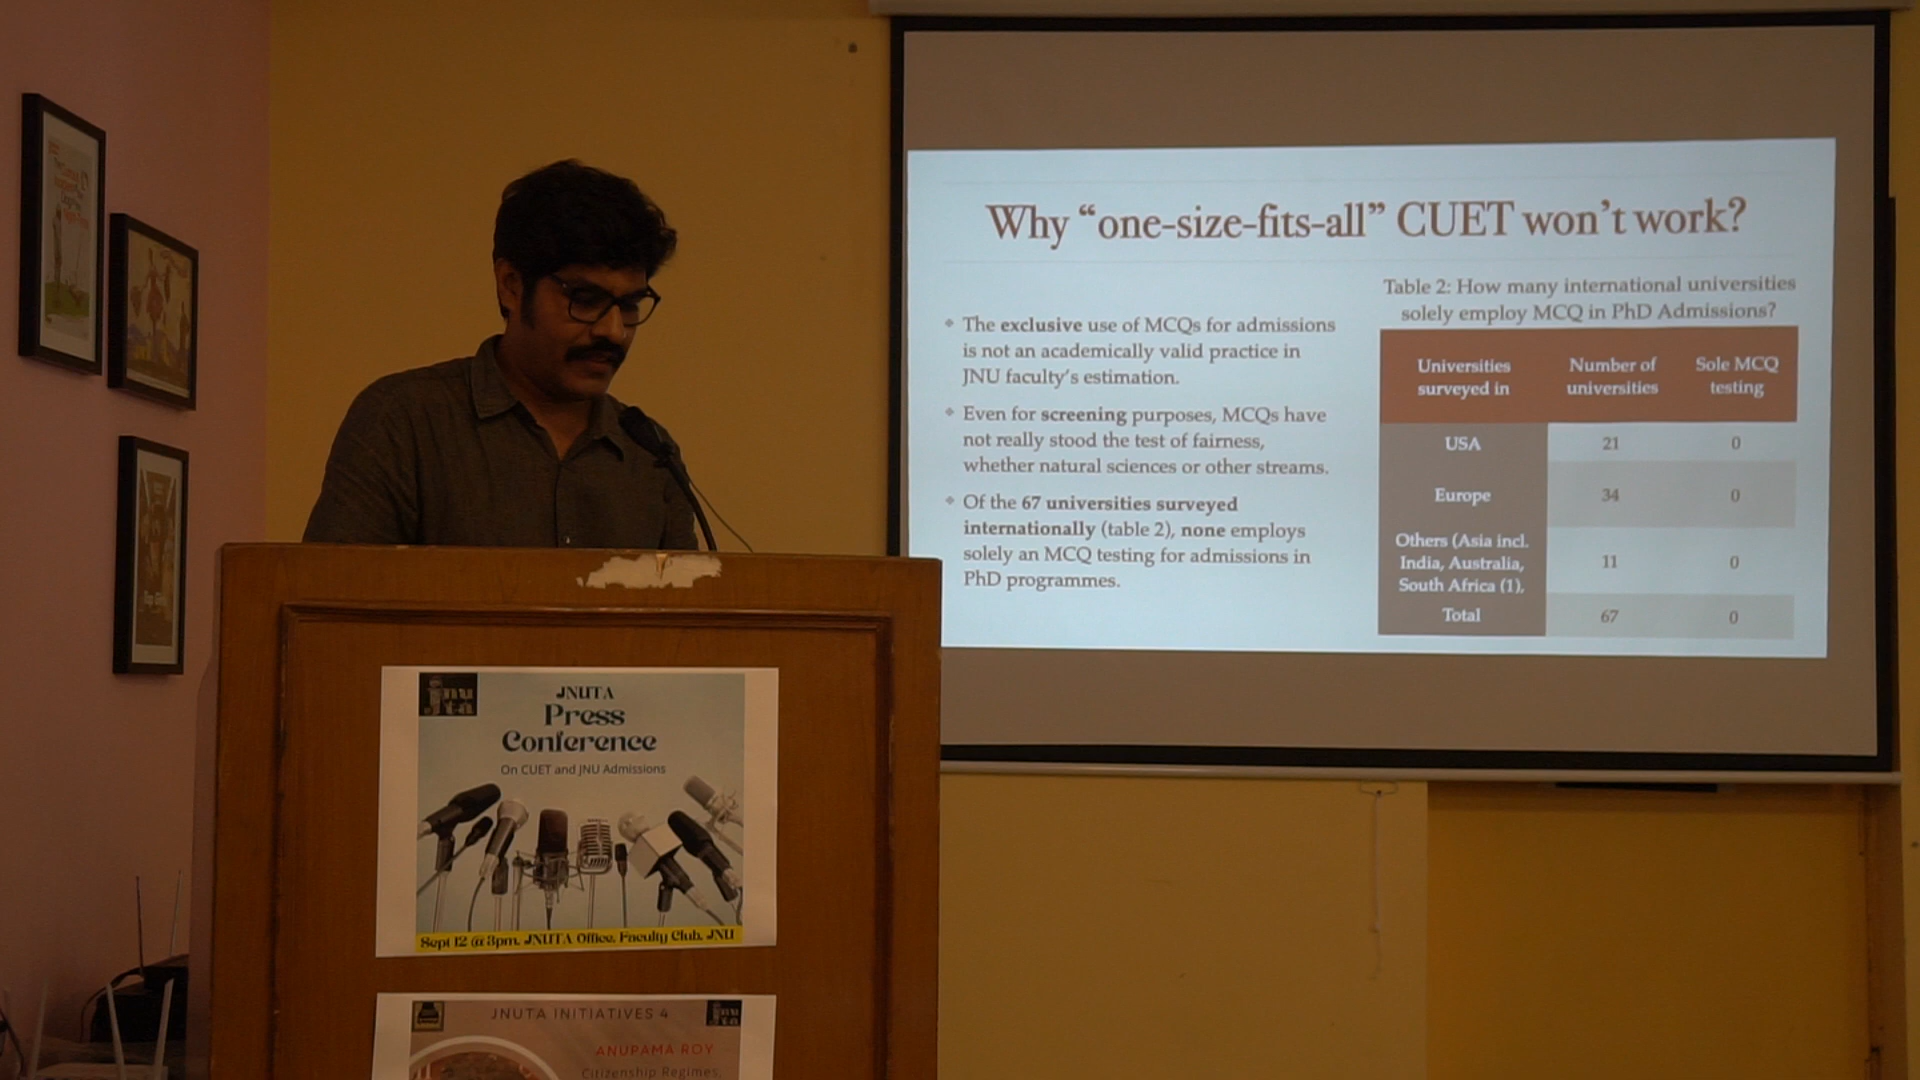 Why “one-size-fits-all” CUET won’t work?
The exclusive use of MCQs for admissions
is not an academically valid practice in
JNU faculty’s estimation.
Even for screening purposes, MCQs have
not really stood the test of fairness,
whether natural sciences or other streams.
Of the 67 universities surveyed
internationally (table 2), none employs
solely an MCQ testing for admissions in
PhD programmes.
Table 2: How many international universities
solely employ MCQ in PhD Admissions?
Universities surveyed in Number of universities Sole MCQ testing
USA 21 0
Europe 34 0
Others (Asia incl.
India, Australia, 11 0
South Africa (1),
Total 67 0
jnu
ta
JNUTA
Press
Conference
On CUET and JNU Admissions
Sept 12 @ 3pm, JNUTA Office, Faculty Club, JNU
JNUTA INITIATIVES 4
jnu
ta
ANUPAMA ROY
Citizenship Regimes,